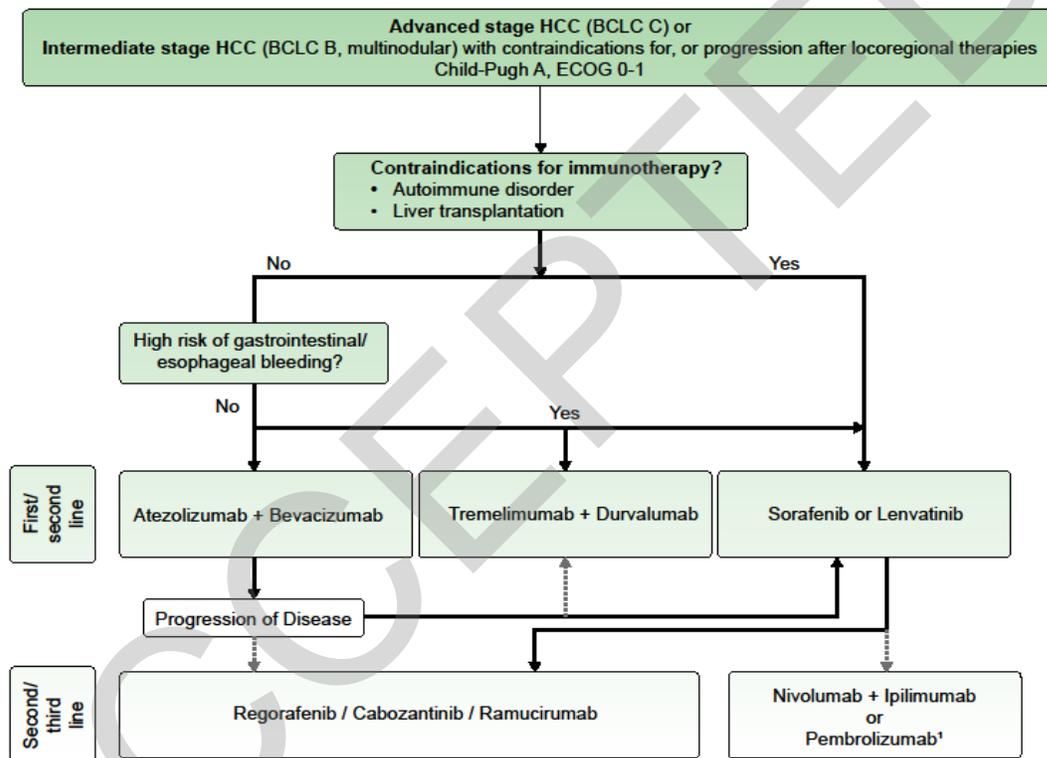 Advanced stage HCC (BCLC C) or
Intermediate stage HCC (BCLC B, multinodular) with contraindications for, or progression after locoregional therapies
Child-Pugh A, ECOG 0-1
Contraindications for immunotherapy?
• Autoimmune disorder
• Liver transplantation
No
Yes
High risk of gastrointestinal/
esophageal bleeding?
No
Yes
First/
second
line
Atezolizumab + Bevacizumab
Tremelimumab + Durvalumab
Sorafenib or Lenvatinib
Progression of Disease
Second/
third
line
Regorafenib / Cabozantinib / Ramucirumab
Nivolumab + Ipilimumab
or
Pembrolizumab¹
CCEPTED